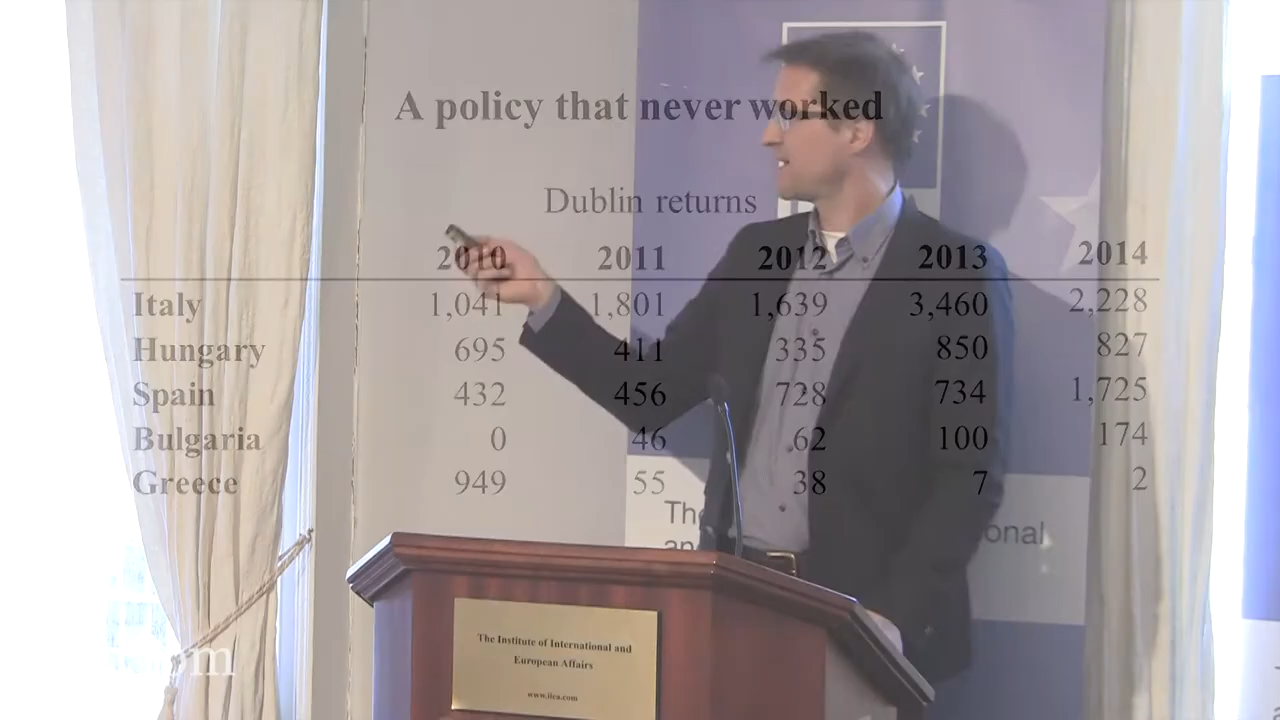 A policy that never worked
Dublin returns
2010 2011 2012 2013 2014
Italy 1,041 1,801 1,639 3,460 2,228
Hungary 695 411 335 850 827
Spain 432 456 728 734 1,725
Bulgaria 0 46 62 100 174
Greece 949 55 38 7 2
The
onal
The Institute of International and
European Affairs
www.iiea.com
om